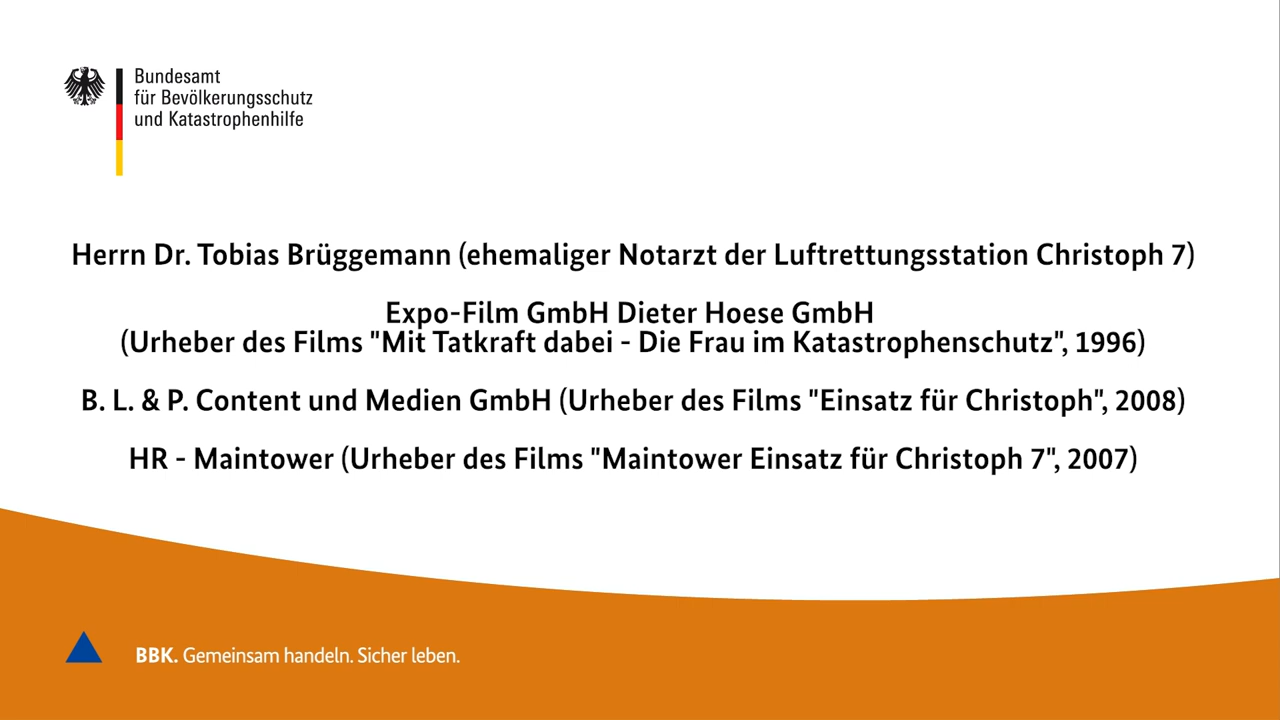 Bundesamt
für Bevölkerungsschutz
und Katastrophenhilfe
Herrn Dr. Tobias Brüggemann (ehemaliger Notarzt der Luftrettungsstation Christoph 7)
Expo-Film GmbH Dieter Hoese GmbH
(Urheber des Films "Mit Tatkraft dabei - Die Frau im Katastrophenschutz", 1996)
B. L. & P. Content und Medien GmbH (Urheber des Films "Einsatz für Christoph", 2008)
HR - Maintower (Urheber des Films "Maintower Einsatz für Christoph 7", 2007)
BBK. Gemeinsam handeln. Sicher leben.